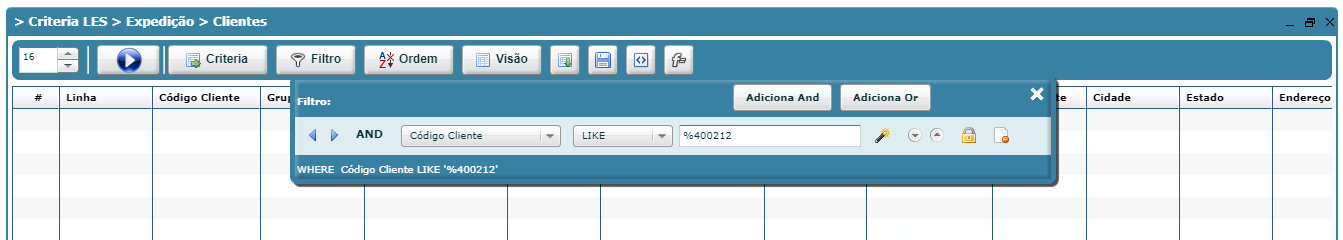 > Criteria LES > Expedição > Clientes
16 Criteria Filtro Ordem Visão
# Linha Código Cliente Grup te Cidade Estado Endereço
Filtro: Adiciona And Adiciona Or
AND Código Cliente LIKE %400212
WHERE Código Cliente LIKE '%400212'